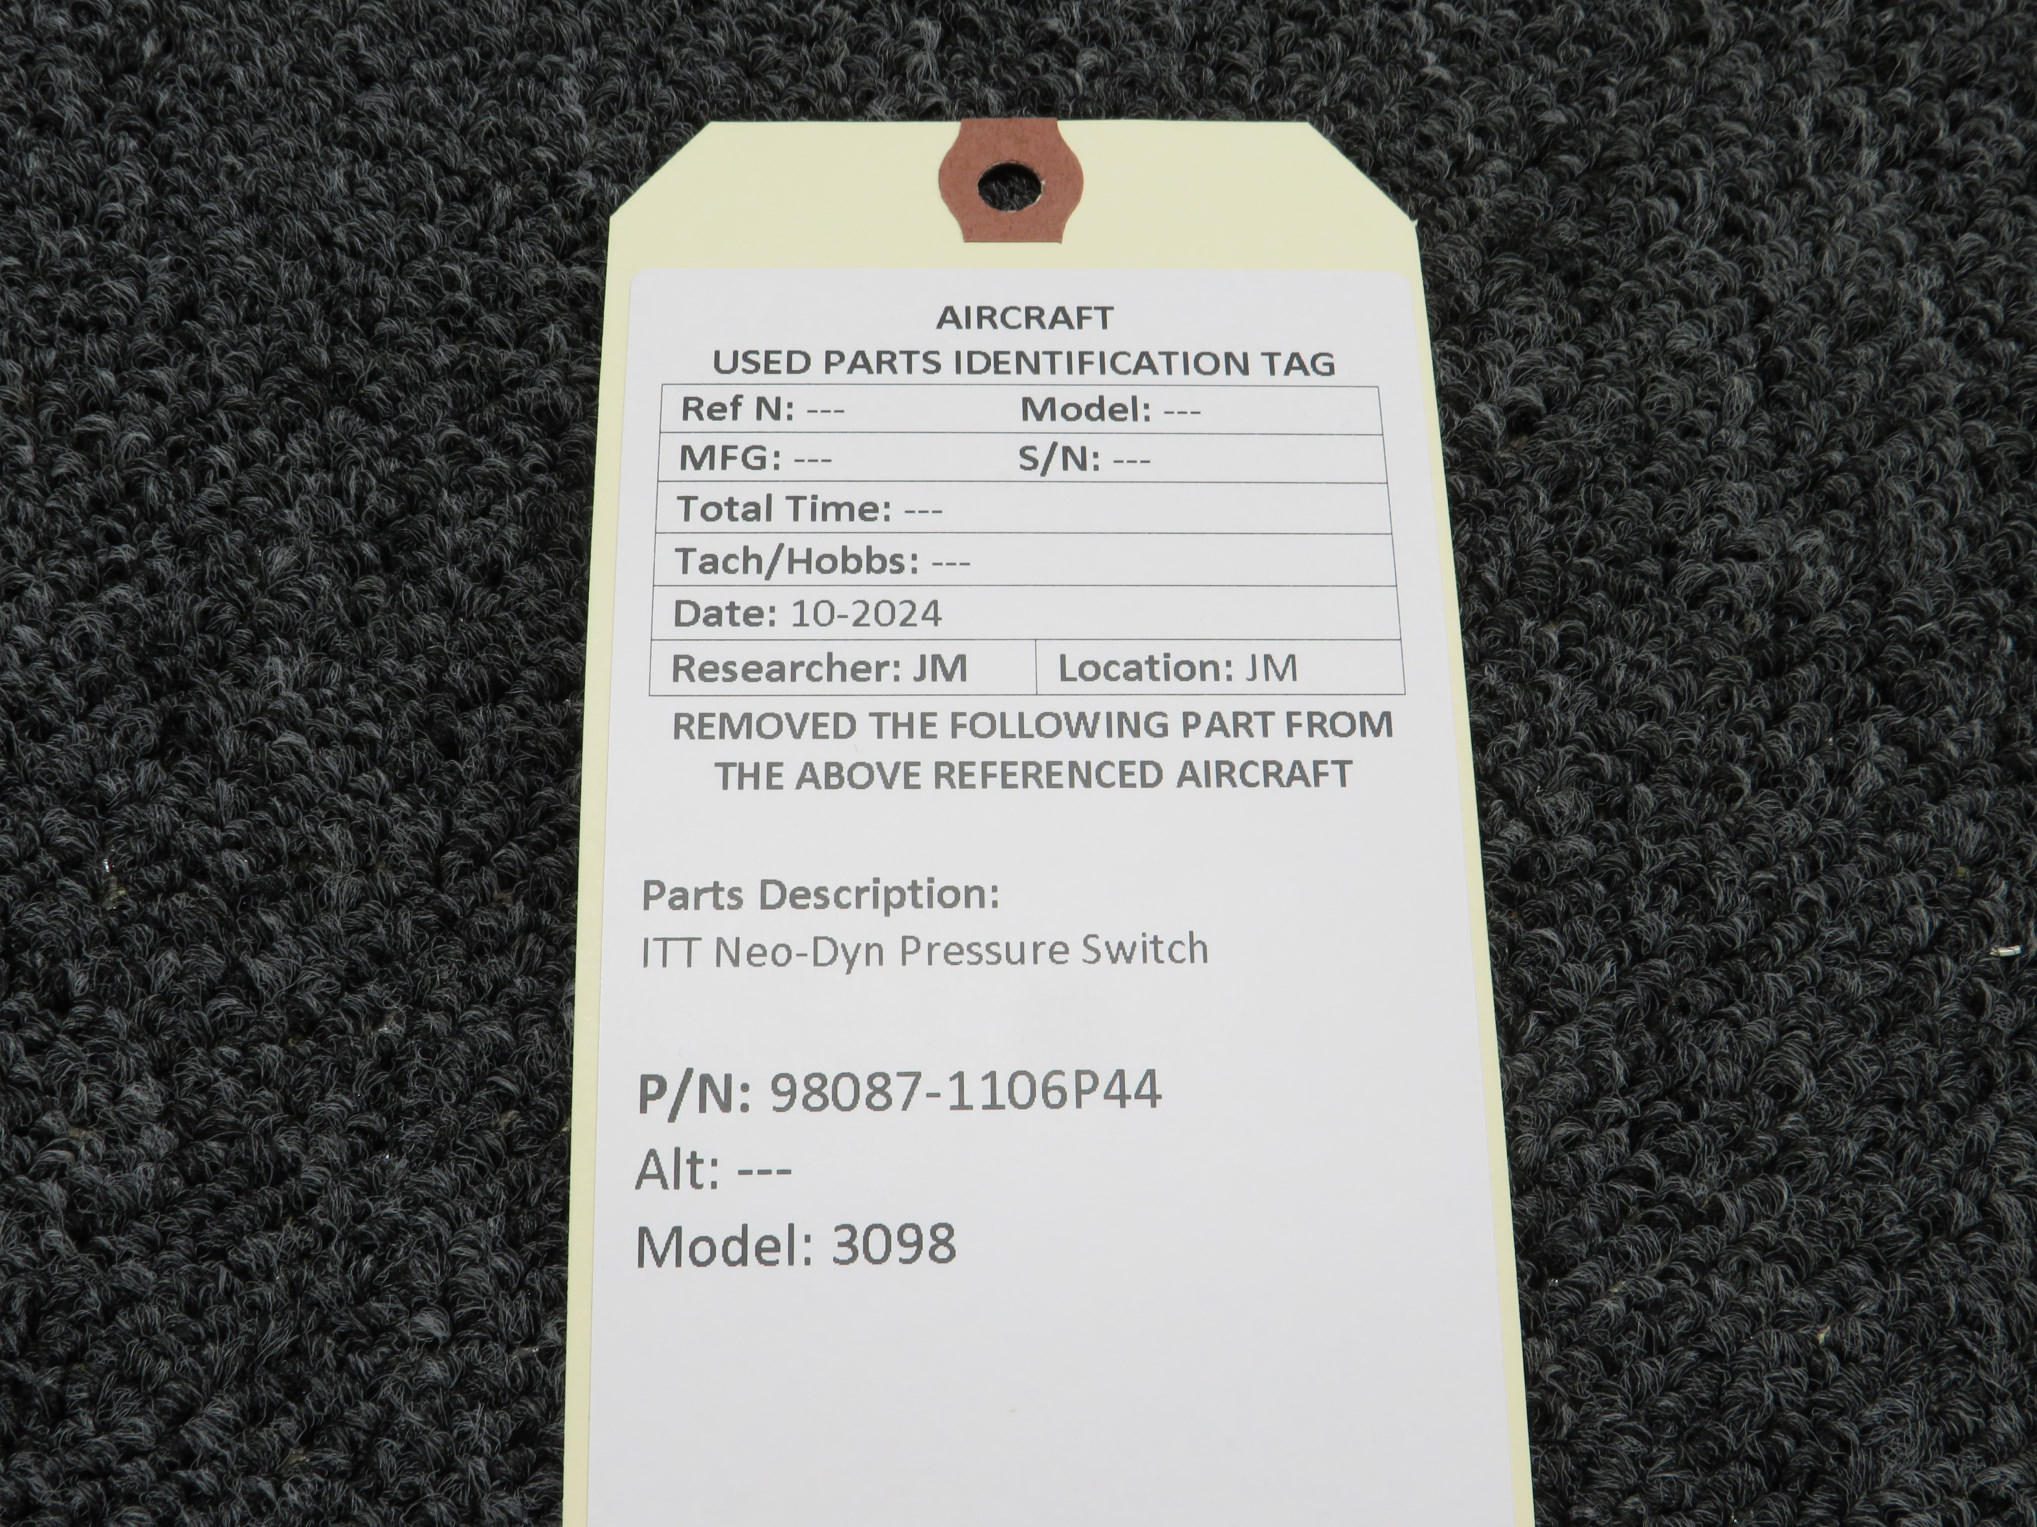 AIRCRAFT
USED PARTS IDENTIFICATION TAG
Ref N: --- Model: ---
MFG: --- S/N: ---
Total Time: ---
Tach/Hobbs: ---
Date: 10-2024
Researcher: JM Location: JM
REMOVED THE FOLLOWING PART FROM
THE ABOVE REFERENCED AIRCRAFT
Parts Description:
ITT Neo-Dyn Pressure Switch
P/N: 98087-1106P44
Alt: ---
Model: 3098